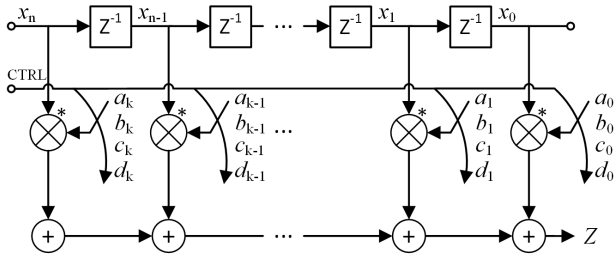 xn Z-1 xn-1 Z-1 ... Z-1 x1 Z-1 x0
CTRL
* ak * ak-1 * a1 * a0
bk bk-1 ... b1 b0
ck ck-1 c1 c0
dk dk-1 d1 d0
+ + ... + + Z